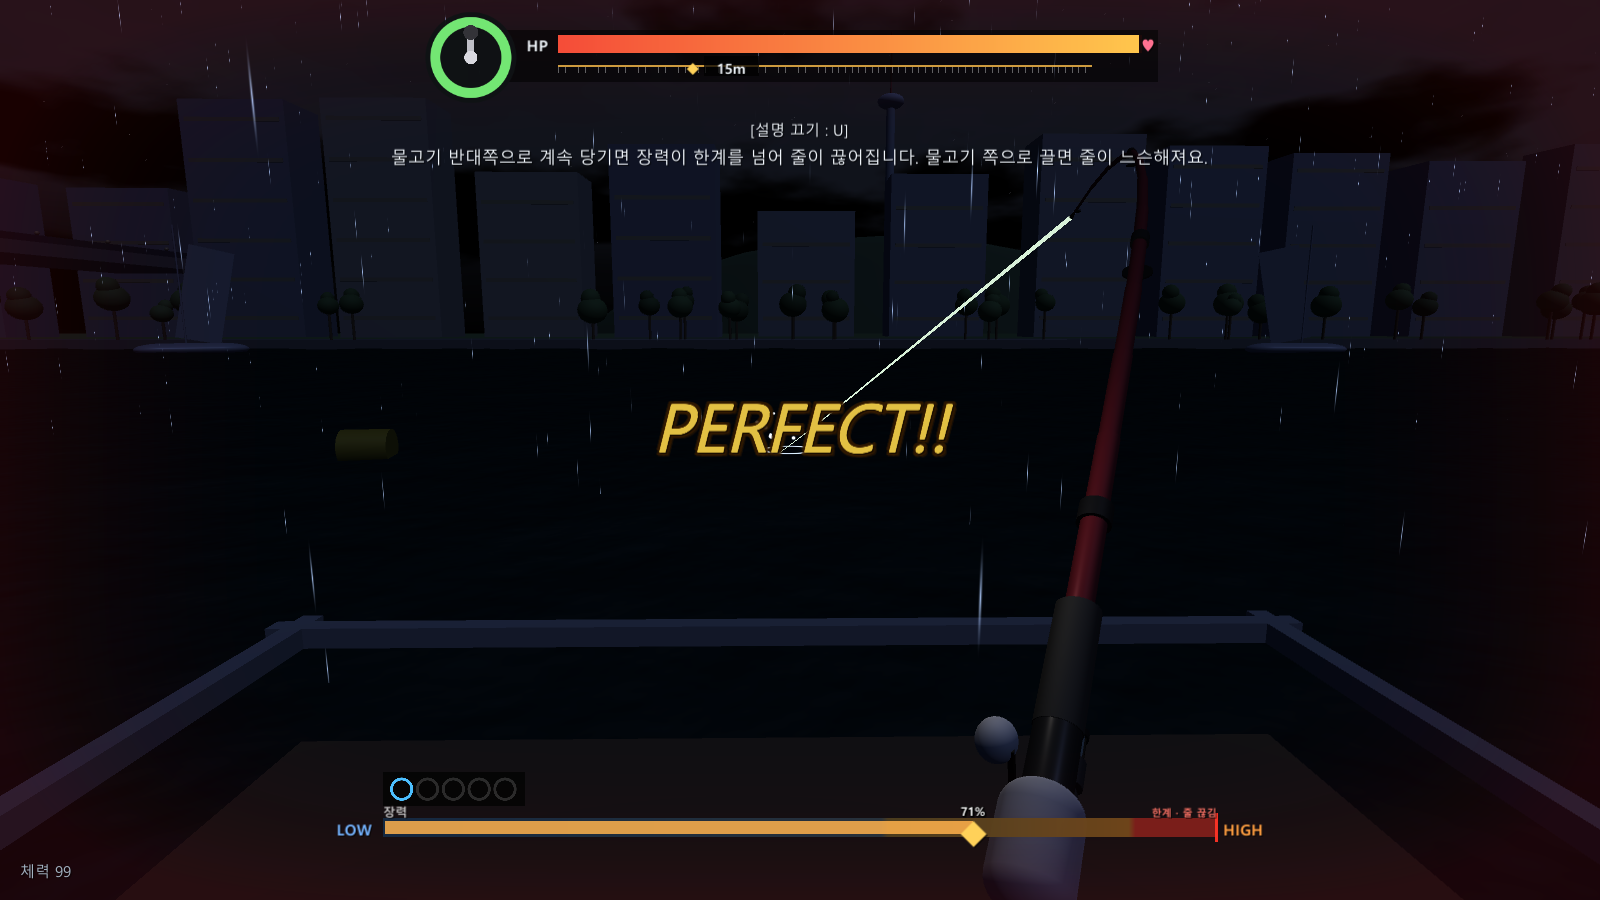 HP
15m
[설명 끄기 : U]
물고기 반대쪽으로 계속 당기면 장력이 한계를 넘어 줄이 끊어집니다. 물고기 쪽으로 끌면 줄이 느슨해져요.
PERFECT!!
장력
71%
한계 · 줄 끊김
LOW
HIGH
체력 99